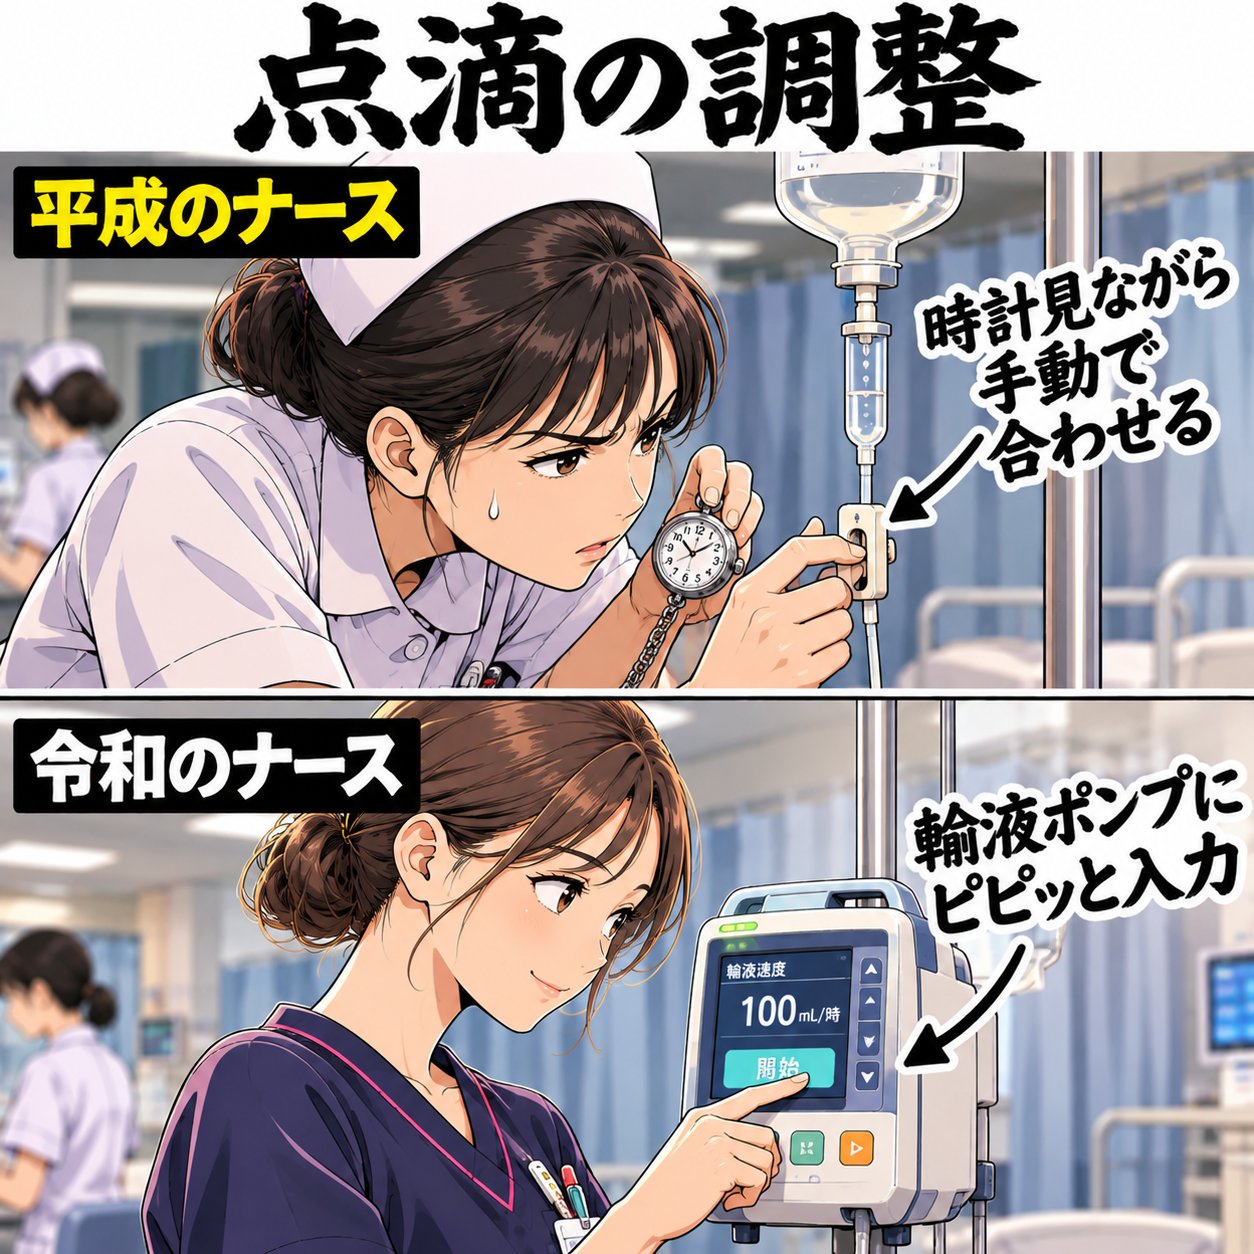 点滴の調整
平成のナース
時計見ながら
手動で
合わせる
令和のナース
輸液ポンプに
ピピッと入力
輸液速度
100mL/時
開始